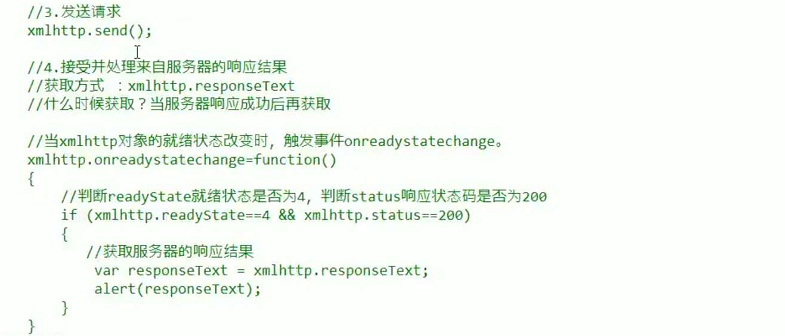 //3.发送请求
xmlhttp.send();
//4.接受并处理来自服务器的响应结果
//获取方式 ：xmlhttp.responseText
//什么时候获取？当服务器响应成功后再获取
//当xmlhttp对象的就绪状态改变时，触发事件onreadystatechange。
xmlhttp.onreadystatechange=function()
{
//判断readyState就绪状态是否为4，判断status响应状态码是否为200
if (xmlhttp.readyState==4 && xmlhttp.status==200)
{
//获取服务器的响应结果
var responseText = xmlhttp.responseText;
alert(responseText);
}
}